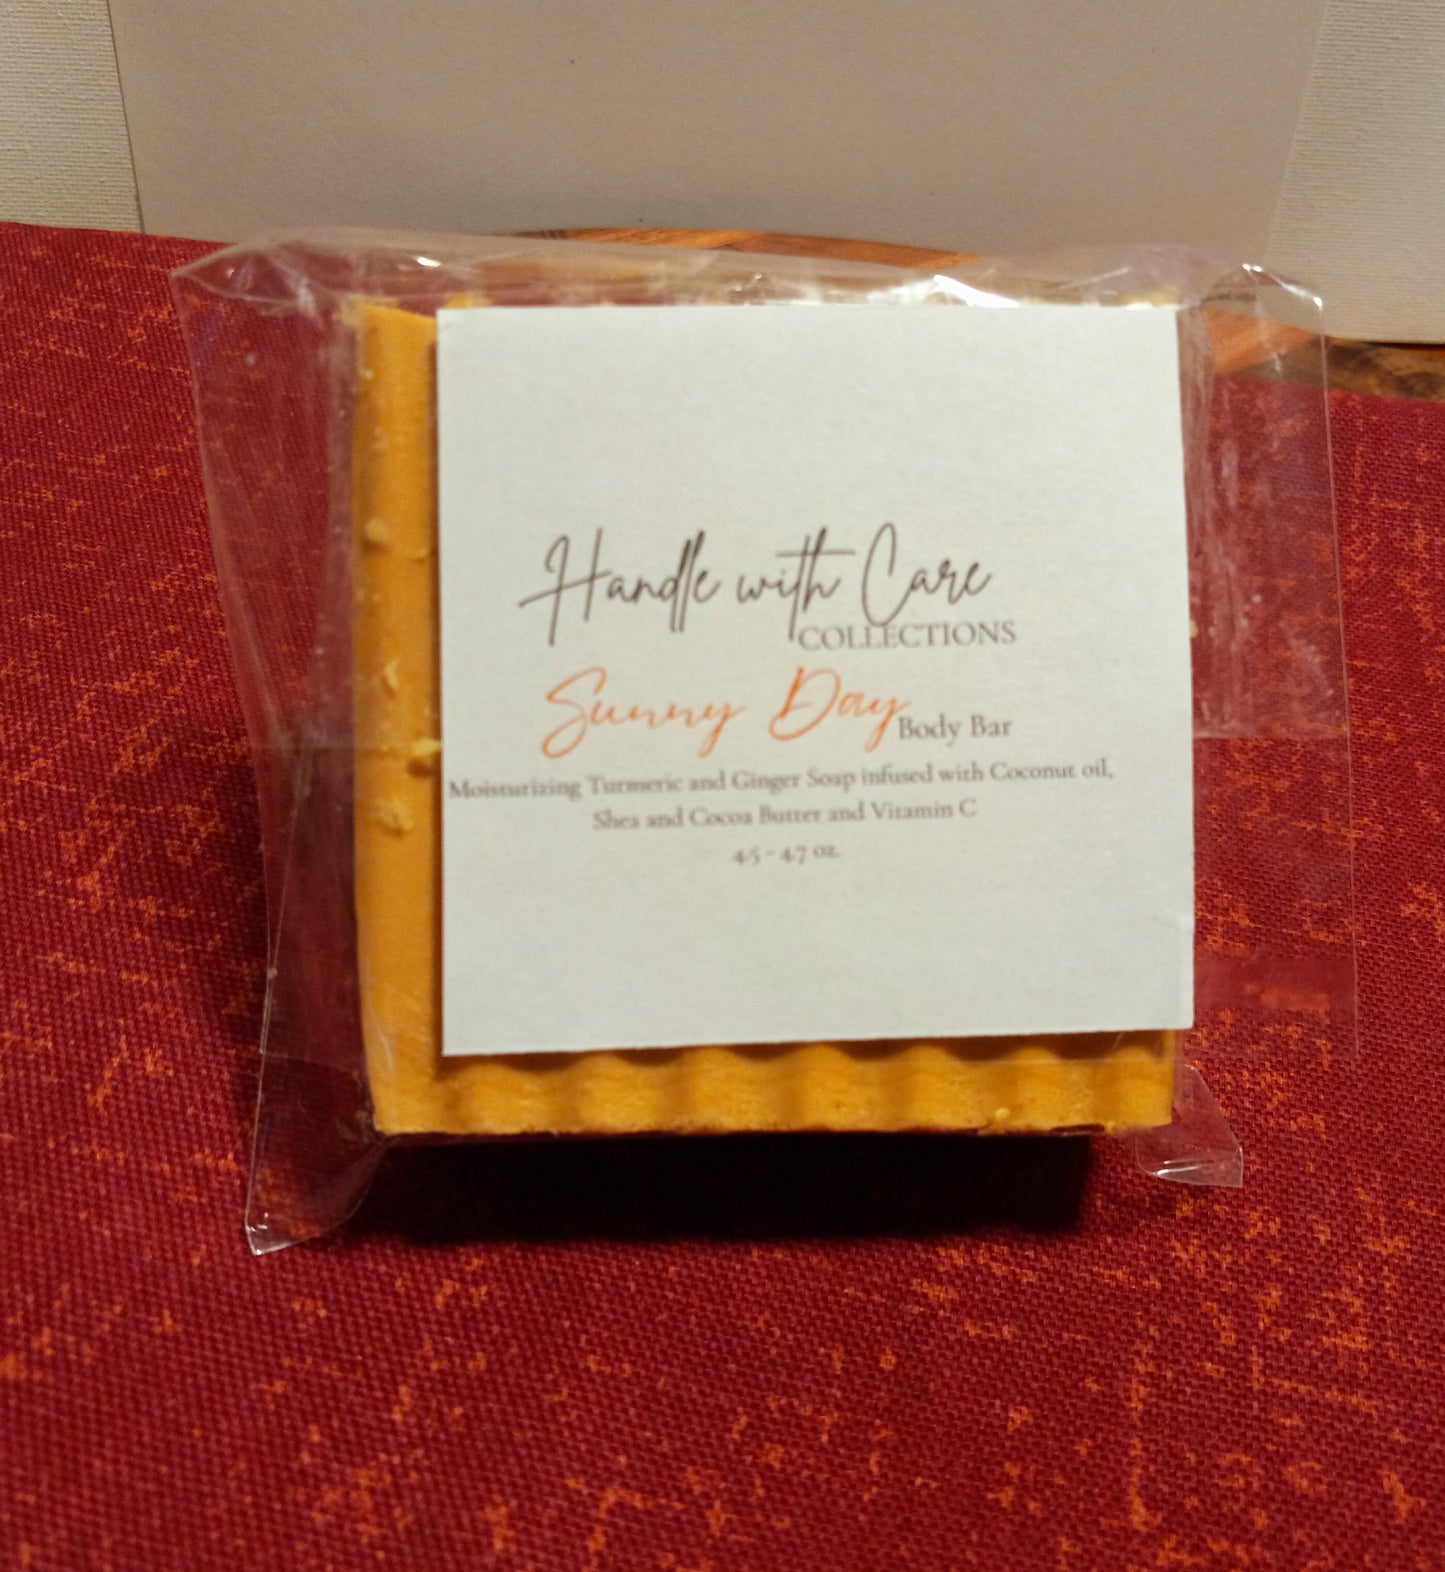 Handle with Care
COLLECTIONS
Sunny Day Body Bar
Moisturizing Turmeric and Ginger Soap infused with Coconut oil,
Shea and Cocoa Butter and Vitamin C
4.5 - 4.7 oz.